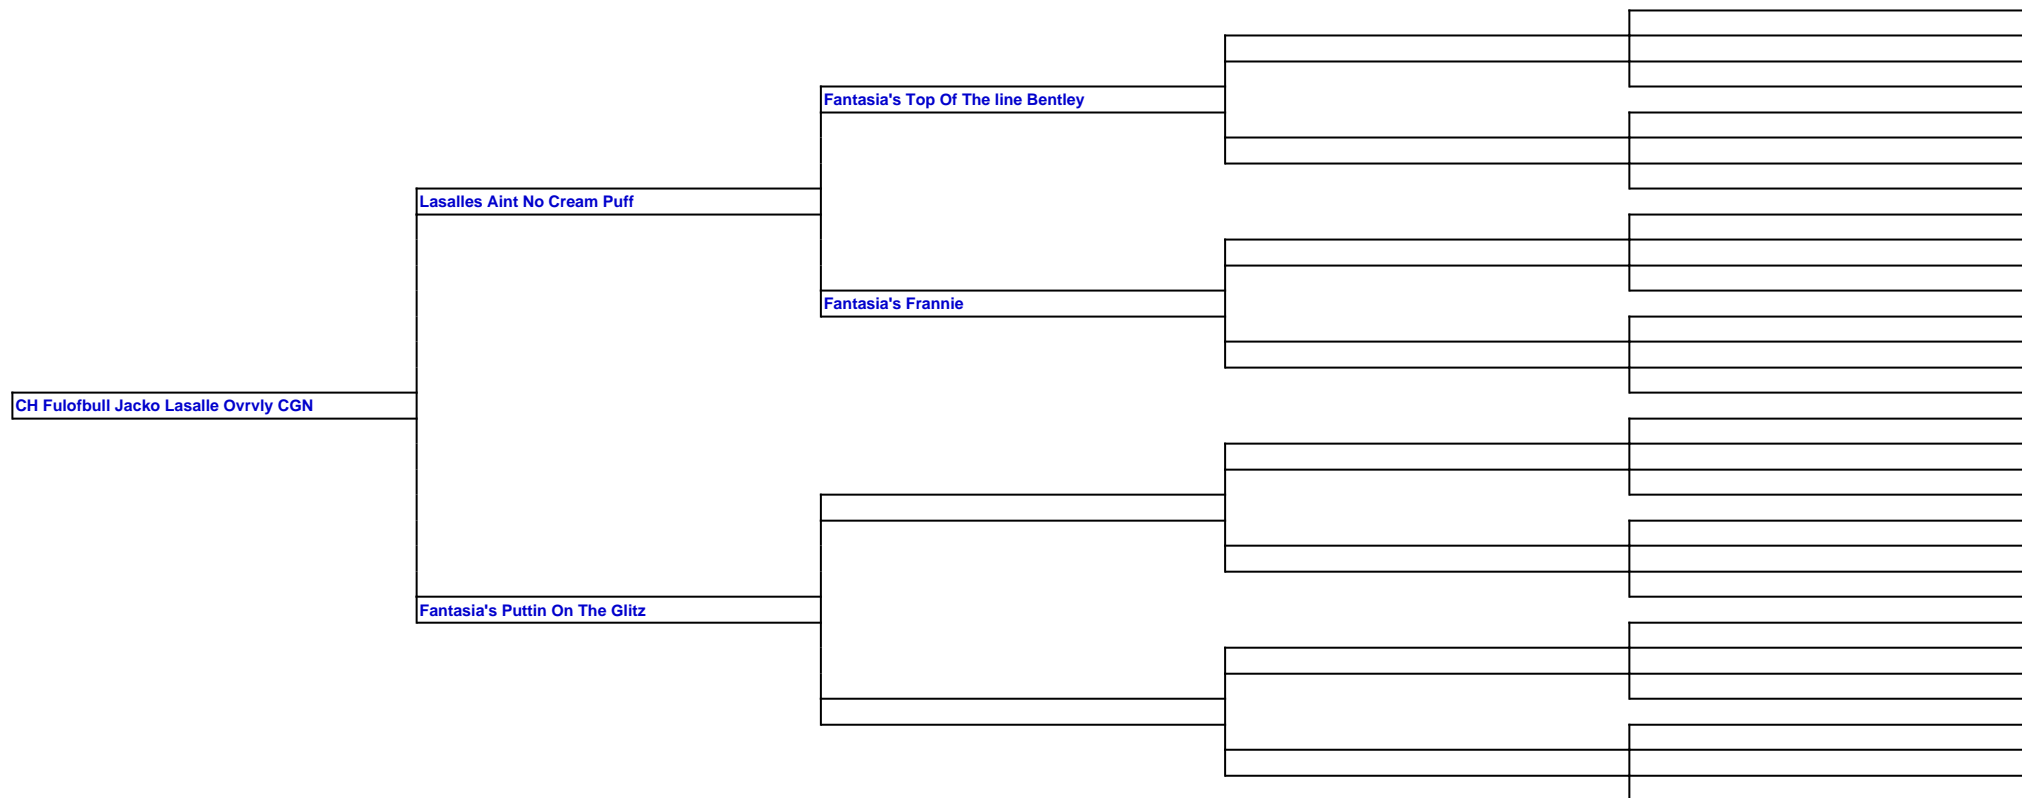 Fantasia's Top Of The line Bentley
Lasalles Aint No Cream Puff
Fantasia's Frannie
CH Fulofbull Jacko Lasalle Ovrvly CGN
Fantasia's Puttin On The Glitz